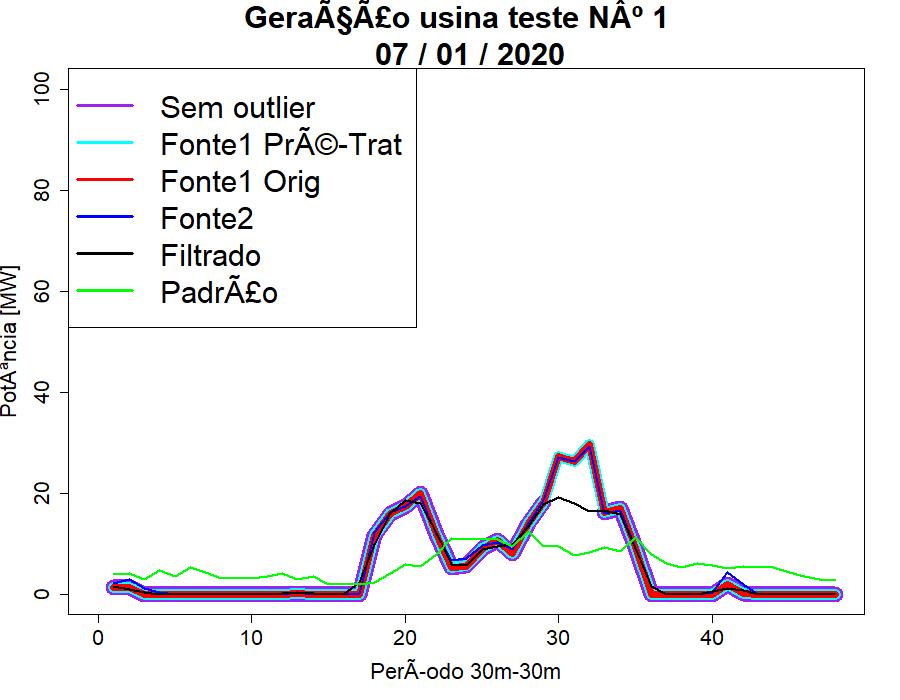 GeraÃ§Ã£o usina teste NÂº 1
07 / 01 / 2020
Sem outlier
Fonte1 PrÃ©-Trat
Fonte1 Orig
Fonte2
Filtrado
PadrÃ£o
PotÃªncia [MW]
100
80
60
40
20
0
0 10 20 30 40
PerÃ-odo 30m-30m